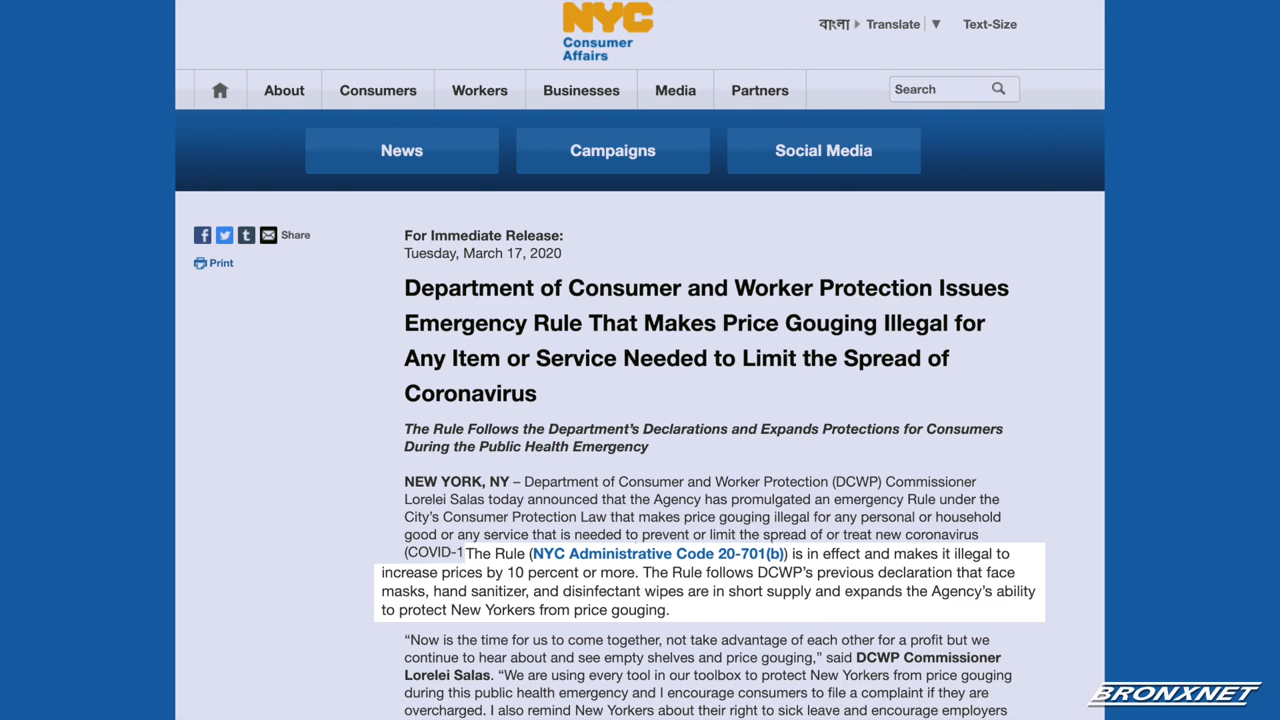 NYC
Consumer
Affairs
বাংলা Translate Text-Size
About Consumers Workers Businesses Media Partners Search
News Campaigns Social Media
Share
Print
For Immediate Release:
Tuesday, March 17, 2020
Department of Consumer and Worker Protection Issues
Emergency Rule That Makes Price Gouging Illegal for
Any Item or Service Needed to Limit the Spread of
Coronavirus
The Rule Follows the Department's Declarations and Expands Protections for Consumers
During the Public Health Emergency
NEW YORK, NY – Department of Consumer and Worker Protection (DCWP) Commissioner
Lorelei Salas today announced that the Agency has promulgated an emergency Rule under the
City's Consumer Protection Law that makes price gouging illegal for any personal or household
good or any service that is needed to prevent or limit the spread of or treat new coronavirus
(COVID-1
The Rule (NYC Administrative Code 20-701(b)) is in effect and makes it illegal to
increase prices by 10 percent or more. The Rule follows DCWP's previous declaration that face
masks, hand sanitizer, and disinfectant wipes are in short supply and expands the Agency's ability
to protect New Yorkers from price gouging.
“Now is the time for us to come together, not take advantage of each other for a profit but we
continue to hear about and see empty shelves and price gouging,” said DCWP Commissioner
Lorelei Salas. “We are using every tool in our toolbox to protect New Yorkers from price gouging
during this public health emergency and I encourage consumers to file a complaint if they are
overcharged. I also remind New Yorkers about their right to sick leave and encourage employers
BRONXNET